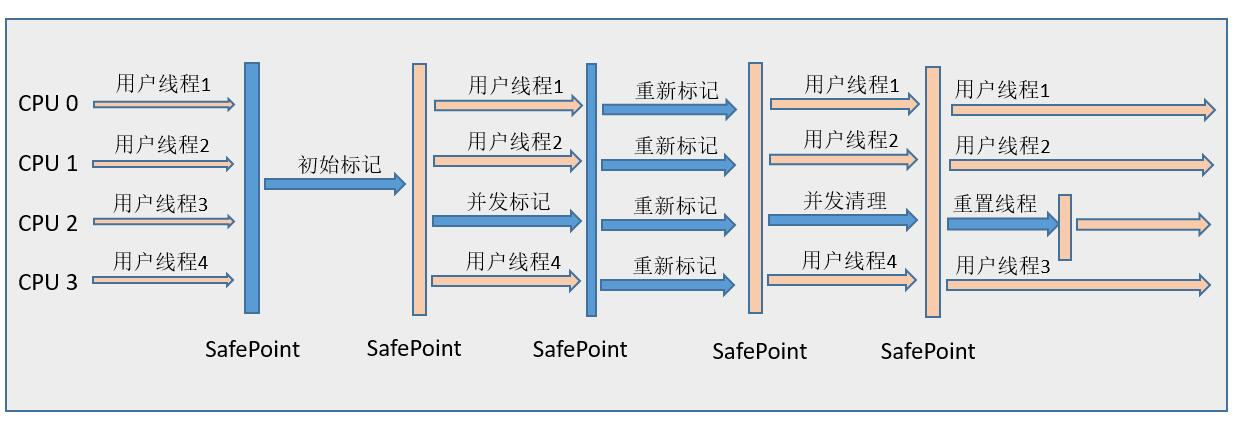 CPU 0 用户线程1 用户线程1 重新标记 用户线程1 用户线程1
CPU 1 用户线程2 初始标记 用户线程2 重新标记 用户线程2 用户线程2
CPU 2 用户线程3 并发标记 重新标记 并发清理 重置线程
CPU 3 用户线程4 用户线程4 重新标记 用户线程4 用户线程3
SafePoint SafePoint SafePoint SafePoint SafePoint